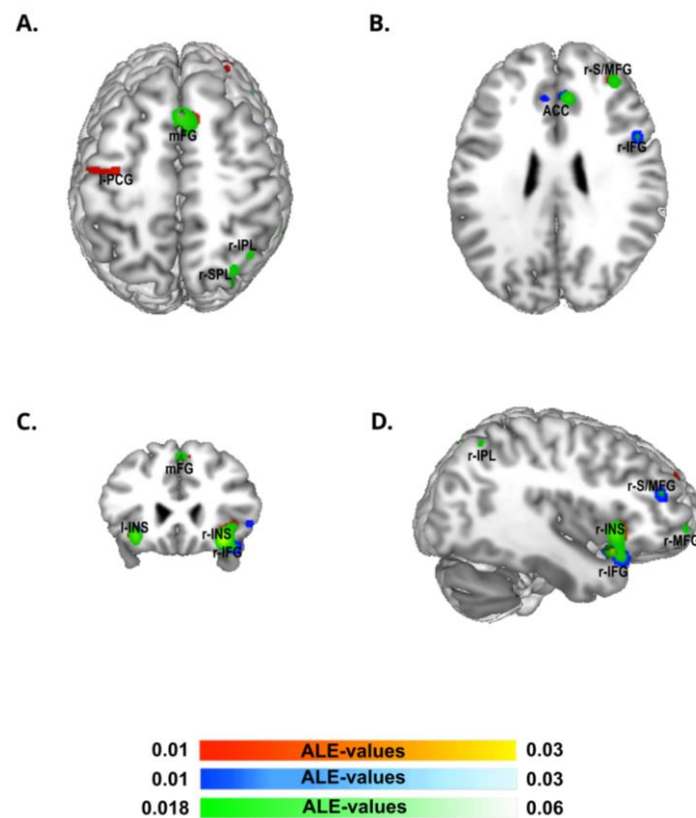 A.
mFG
l-PCG
r-IPL
r-SPL
B.
r-S/MFG
ACC
r-IFG
C.
mFG
l-INS
r-INS
r-IFG
D.
r-IPL
r-S/MFG
r-INS
r-MFG
r-IFG
0.01 ALE-values 0.03
0.01 ALE-values 0.03
0.018 ALE-values 0.06